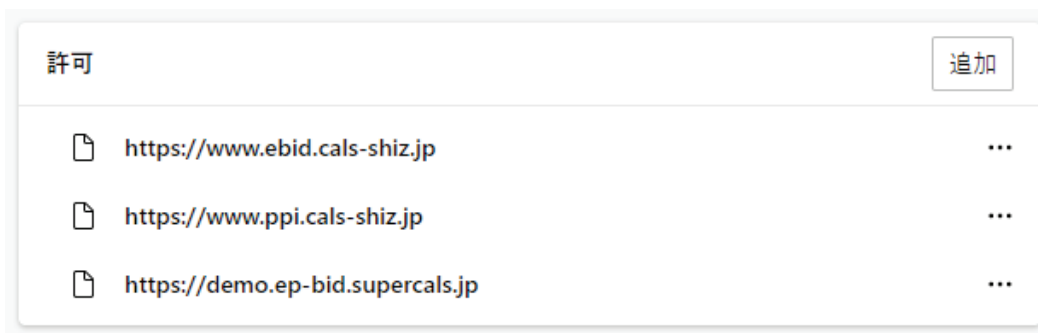 許可
追加
https://www.ebid.cals-shiz.jp
https://www.ppi.cals-shiz.jp
https://demo.ep-bid.supercals.jp